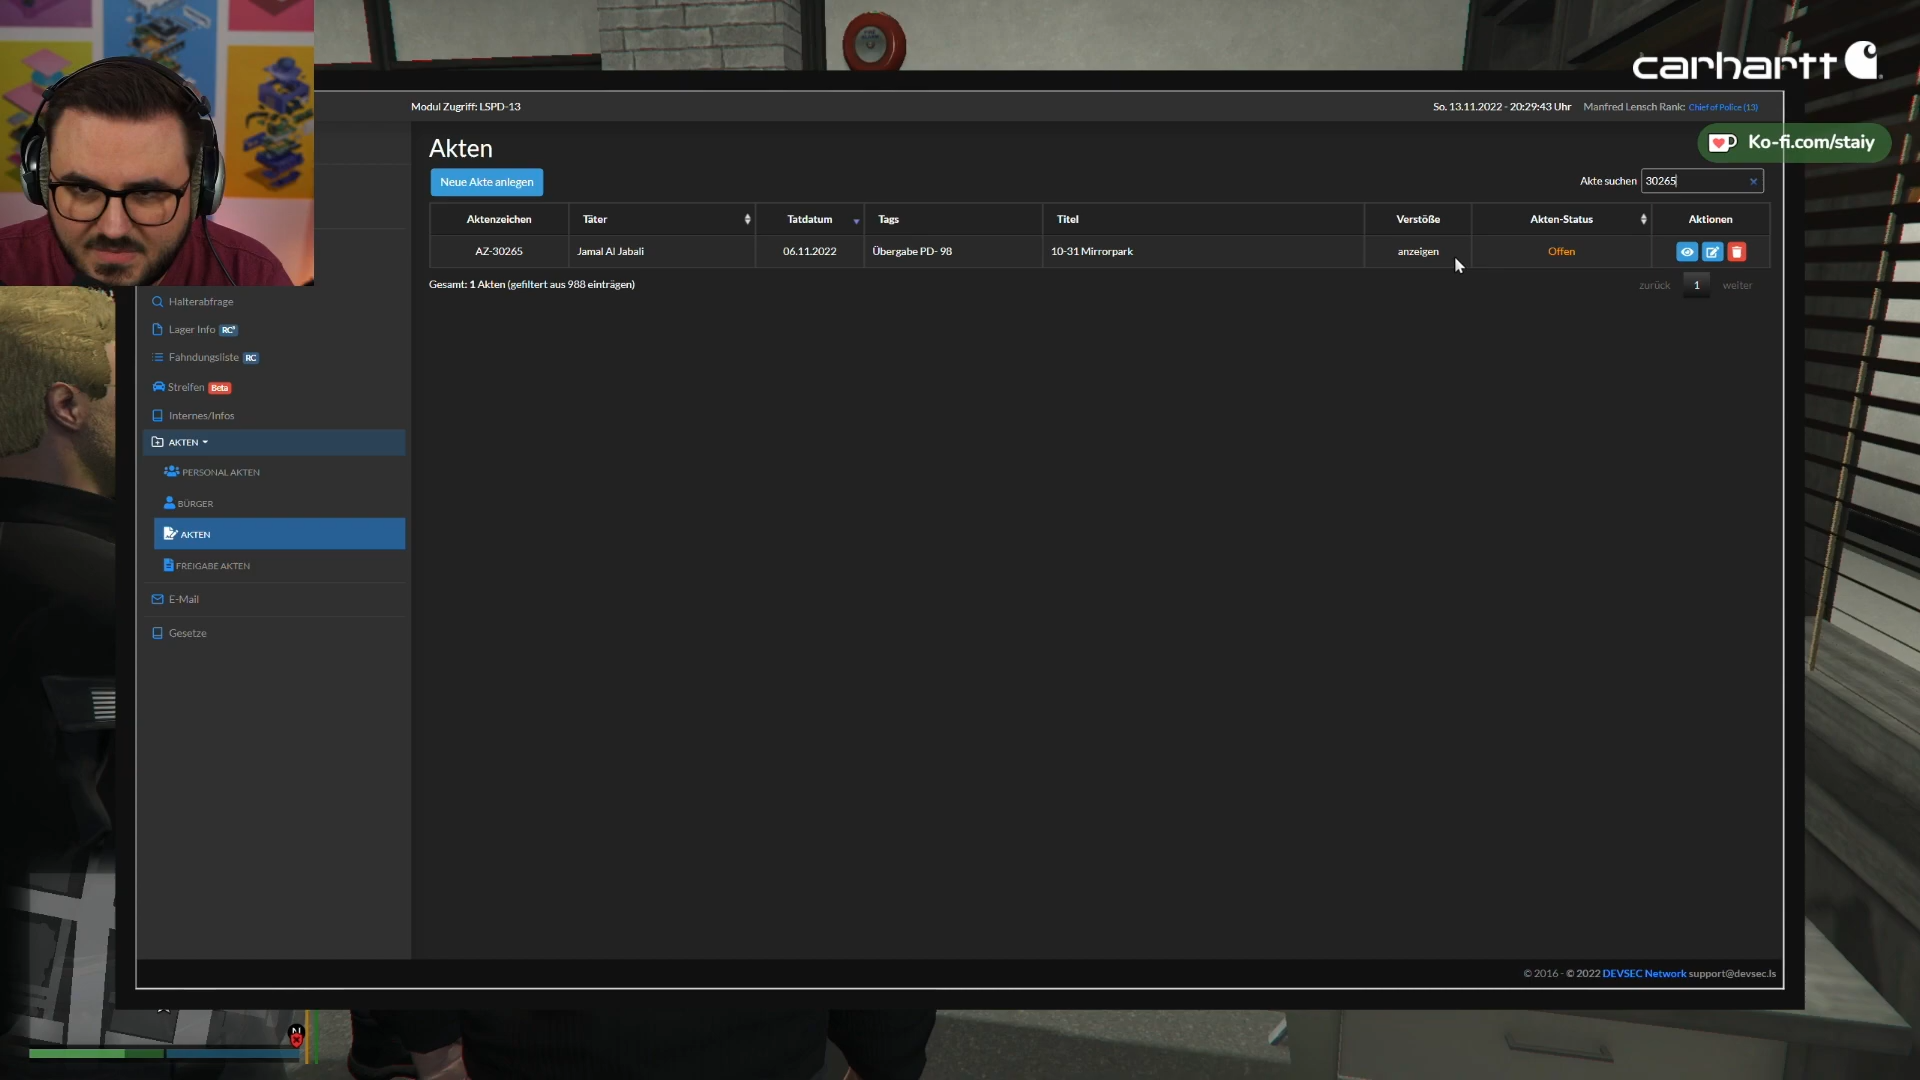 carhartt
Modul Zugriff: LSPD-13
So. 13.11.2022 - 20:29:43 Uhr Manfred Lensch Rank: Chief of Police (13)
Ko-fi.com/staiy
Akten
Neue Akte anlegen
Akte suchen 30265
Aktenzeichen Täter Tatdatum Tags Titel Verstöße Akten-Status Aktionen
AZ-30265 Jamal Al Jabali 06.11.2022 Übergabe PD- 98 10-31 Mirrorpark anzeigen Offen
Gesamt: 1 Akten (gefiltert aus 988 einträgen)
zurück 1 weiter
Halterabfrage
Lager Info RC*
Fahndungsliste RC
Streifen Beta
Internes/Infos
AKTEN
PERSONAL AKTEN
BÜRGER
AKTEN
FREIGABE AKTEN
E-Mail
Gesetze
© 2016 - © 2022 DEVSEC Network support@devsec.ls
N